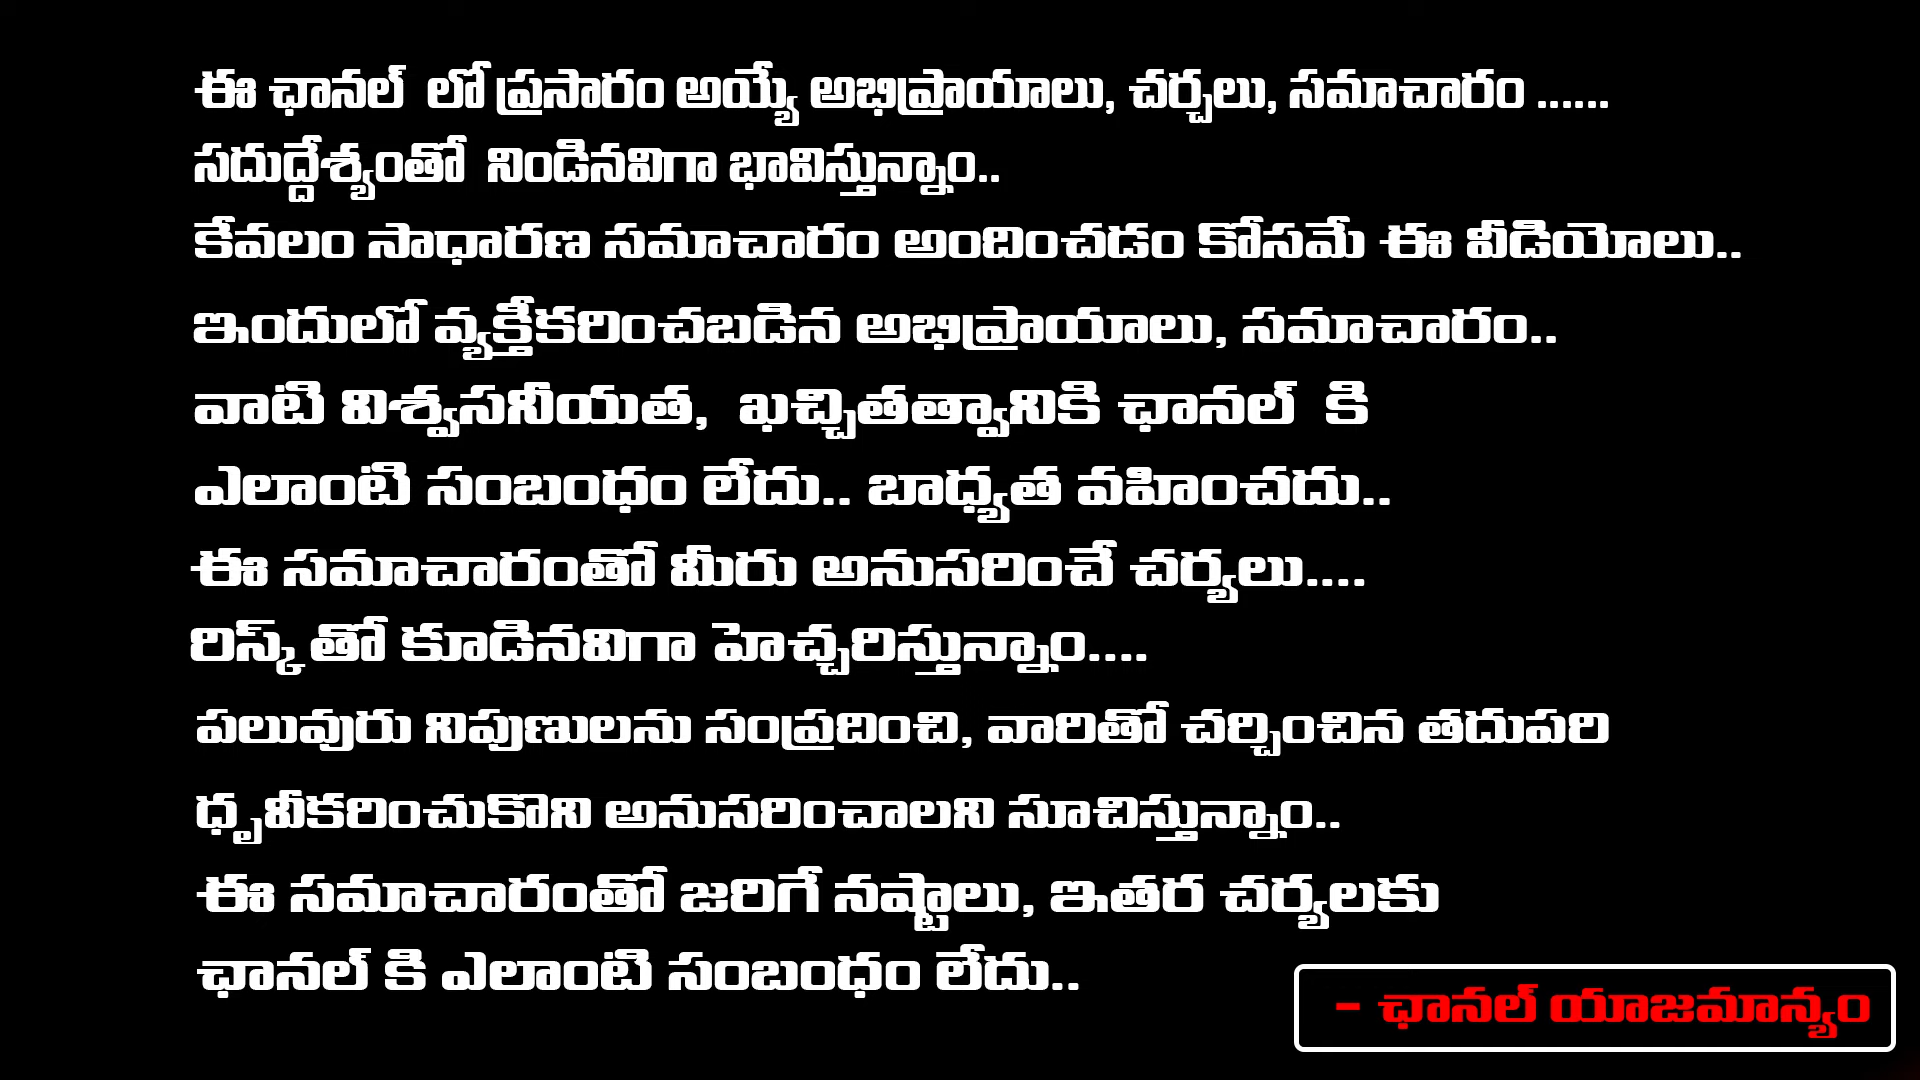 ఈ ఛానల్ లో ప్రసారం అయ్యే అభిప్రాయాలు, చర్చలు, సమాచారం ......
సదుద్దేశ్యంతో నిండినవిగా భావిస్తున్నాం..
కేవలం సాధారణ సమాచారం అందించడం కోసమే ఈ వీడియోలు..
ఇందులో వ్యక్తీకరించబడిన అభిప్రాయాలు, సమాచారం..
వాటి విశ్వసనీయత, ఖచ్చితత్వానికి ఛానల్ కి
ఎలాంటి సంబంధం లేదు.. బాధ్యత వహించదు..
ఈ సమాచారంతో మీరు అనుసరించే చర్యలు....
రిస్క్ తో కూడినవిగా హెచ్చరిస్తున్నాం....
పలువురు నిపుణులను సంప్రదించి, వారితో చర్చించిన తదుపరి
ధృవీకరించుకొని అనుసరించాలని సూచిస్తున్నాం..
ఈ సమాచారంతో జరిగే నష్టాలు, ఇతర చర్యలకు
ఛానల్ కి ఎలాంటి సంబంధం లేదు..
- ఛానల్ యాజమాన్యం